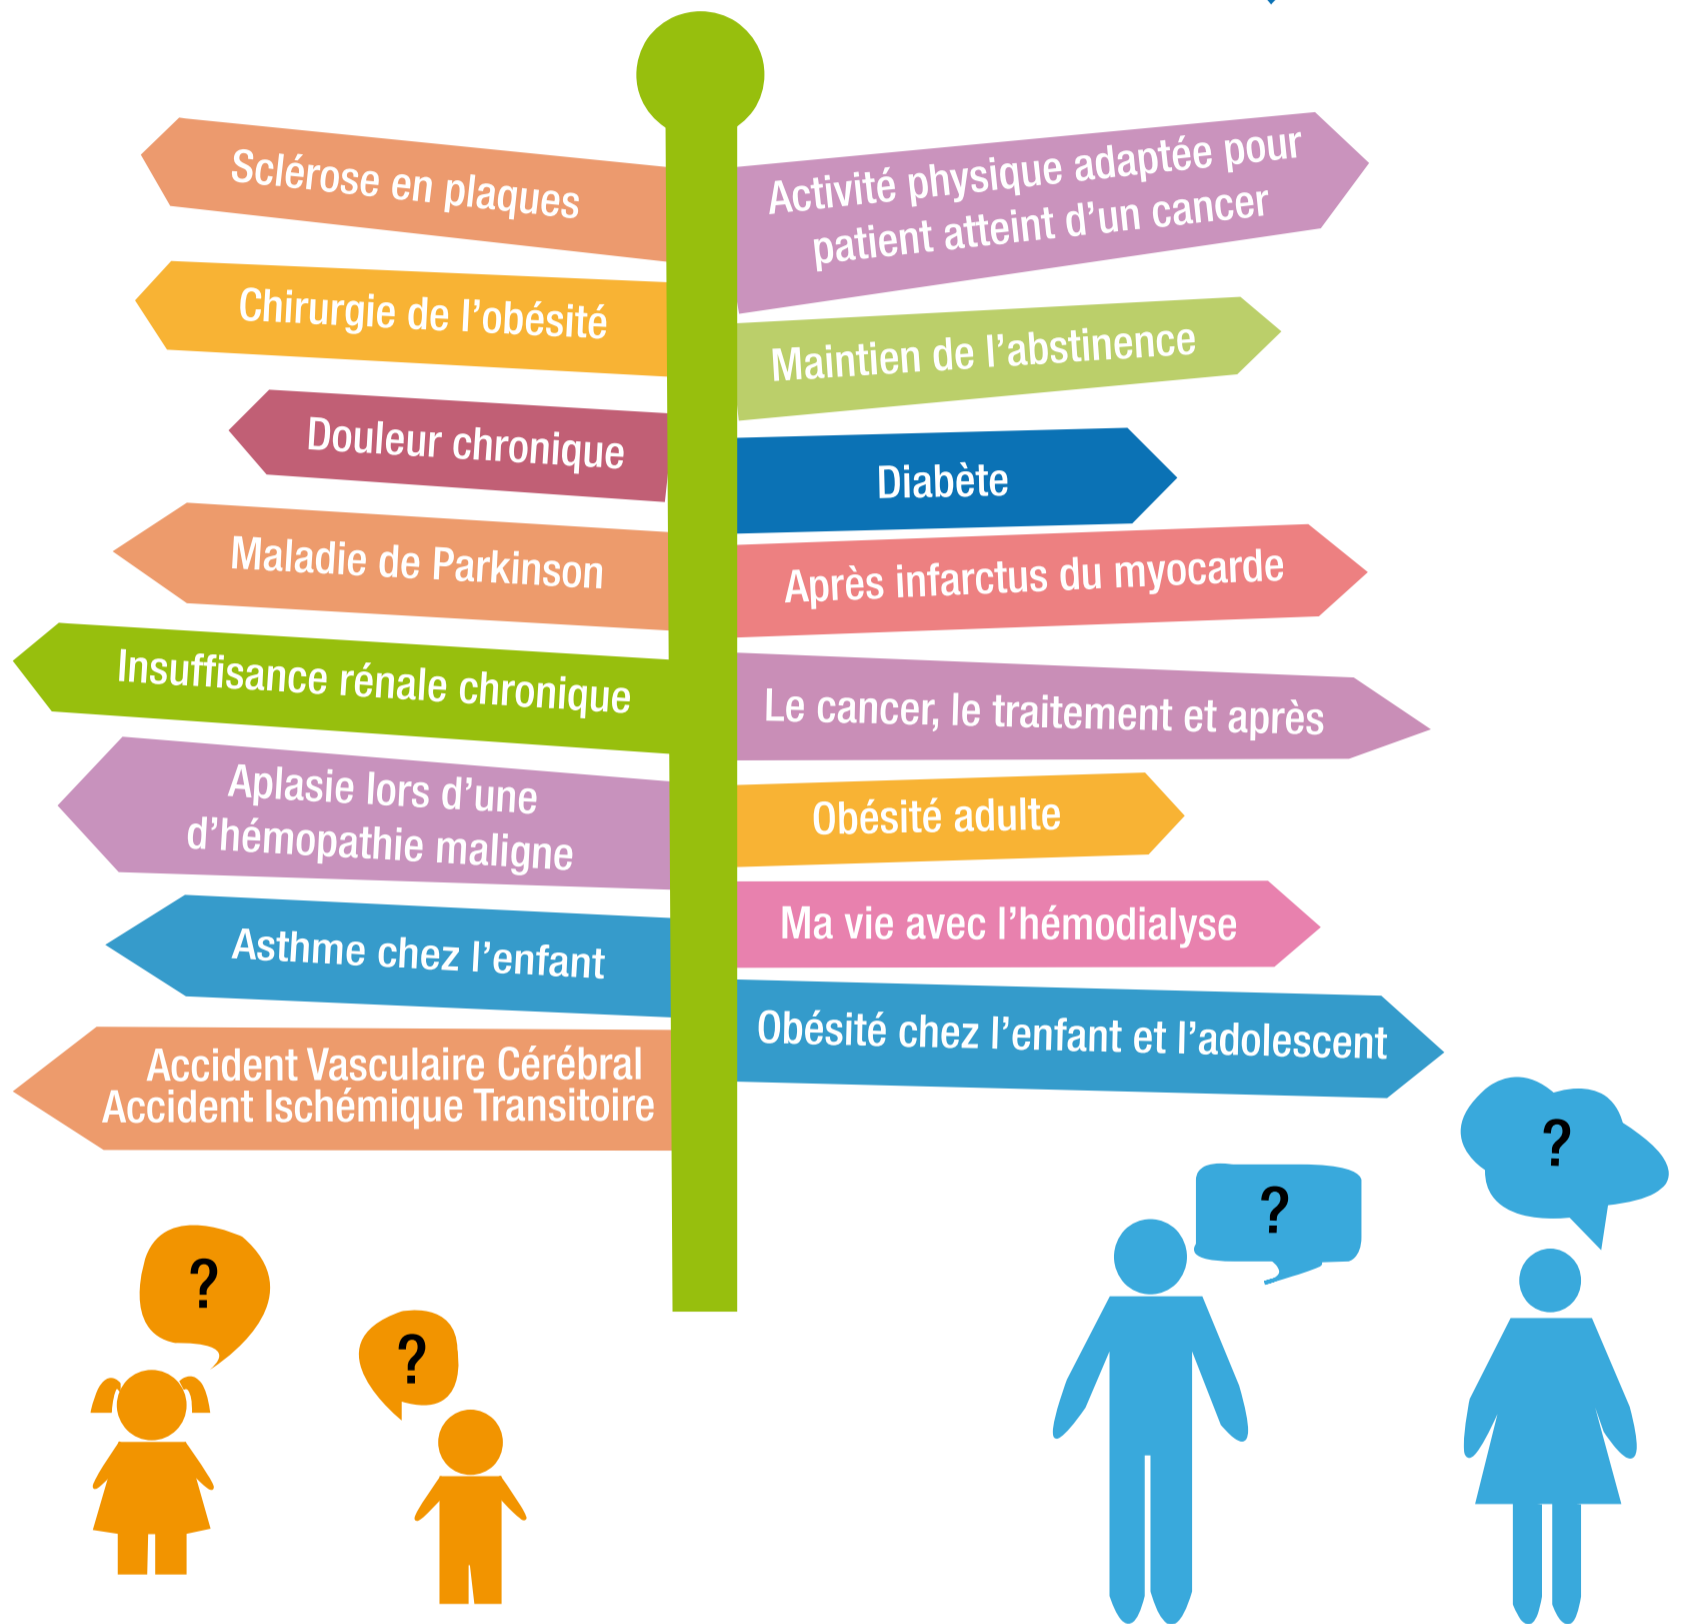 Sclérose en plaques
Chirurgie de l’obésité
Douleur chronique
Maladie de Parkinson
Insuffisance rénale chronique
Aplasie lors d’une
d’hémopathie maligne
Asthme chez l’enfant
Accident Vasculaire Cérébral
Accident Ischémique Transitoire
Activité physique adaptée pour
patient atteint d’un cancer
Maintien de l’abstinence
Diabète
Après infarctus du myocarde
Le cancer, le traitement et après
Obésité adulte
Ma vie avec l’hémodialyse
Obésité chez l’enfant et l’adolescent
?
?
?
?